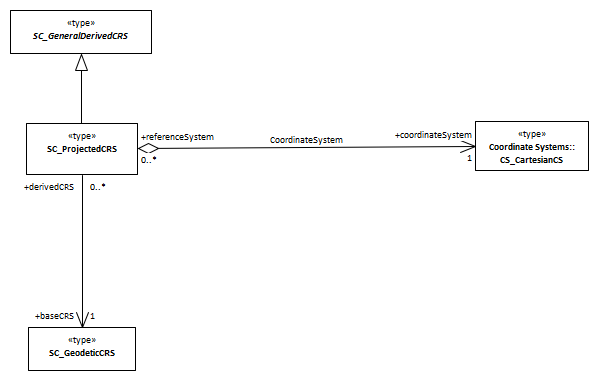 «type»
SC_GeneralDerivedCRS
«type»
SC_ProjectedCRS
+referenceSystem
0..*
CoordinateSystem
+coordinateSystem
1
«type»
Coordinate Systems::
CS_CartesianCS
+derivedCRS
0..*
+baseCRS
1
«type»
SC_GeodeticCRS